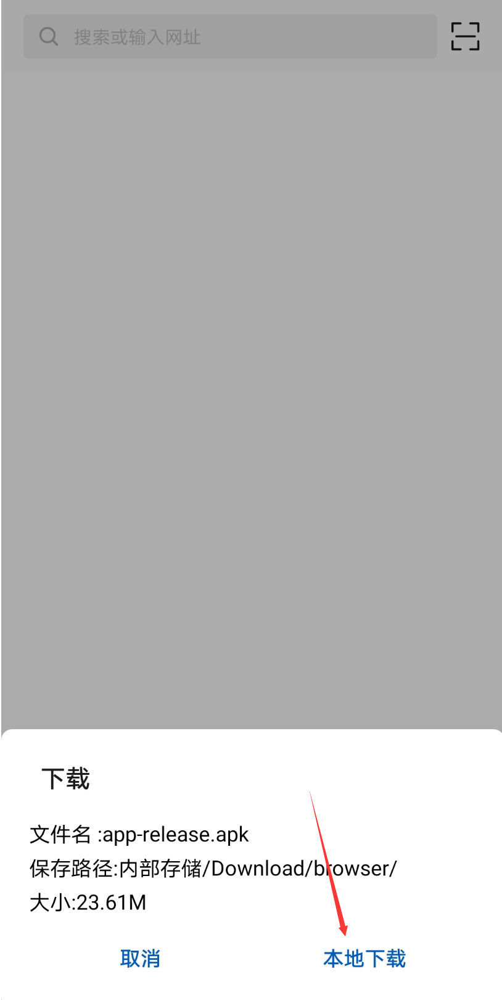 搜索或输入网址
下载
文件名 :app-release.apk
保存路径:内部存储/Download/browser/
大小:23.61M
取消 本地下载